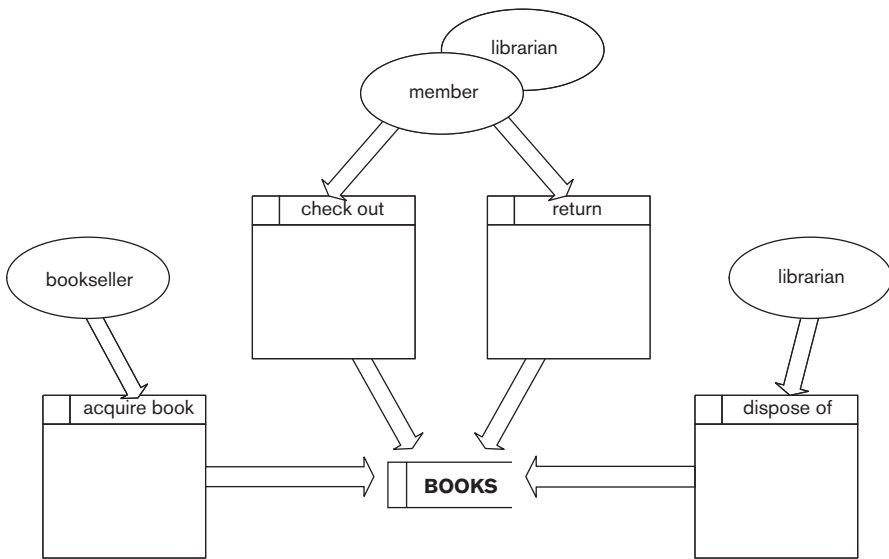 librarian
member
check out
return
bookseller
librarian
acquire book
dispose of
BOOKS